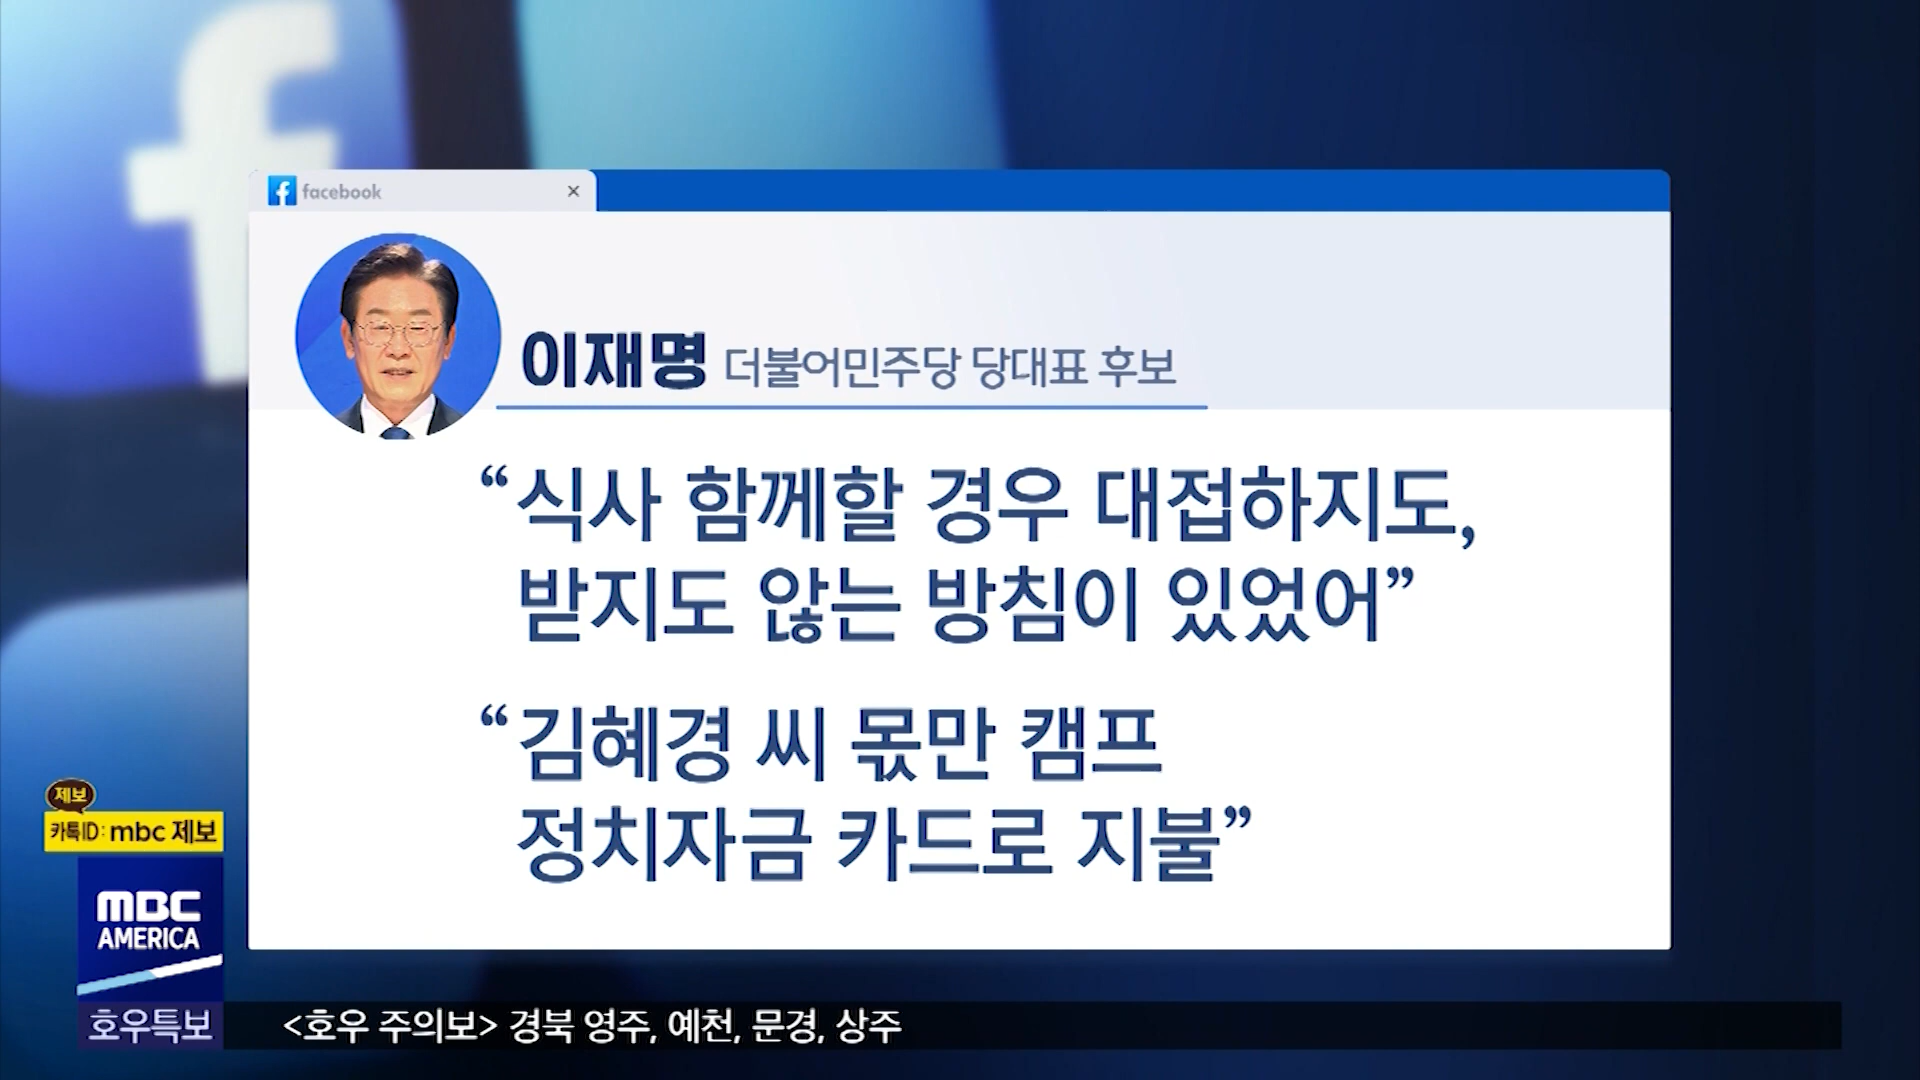 facebook
이재명 더불어민주당 당대표 후보
“식사 함께할 경우 대접하지도,
받지도 않는 방침이 있었어”
“김혜경 씨 몫만 캠프
정치자금 카드로 지불”
제보
카톡ID: mbc 제보
MBC
AMERICA
호우특보
<호우 주의보> 경북 영주, 예천, 문경, 상주